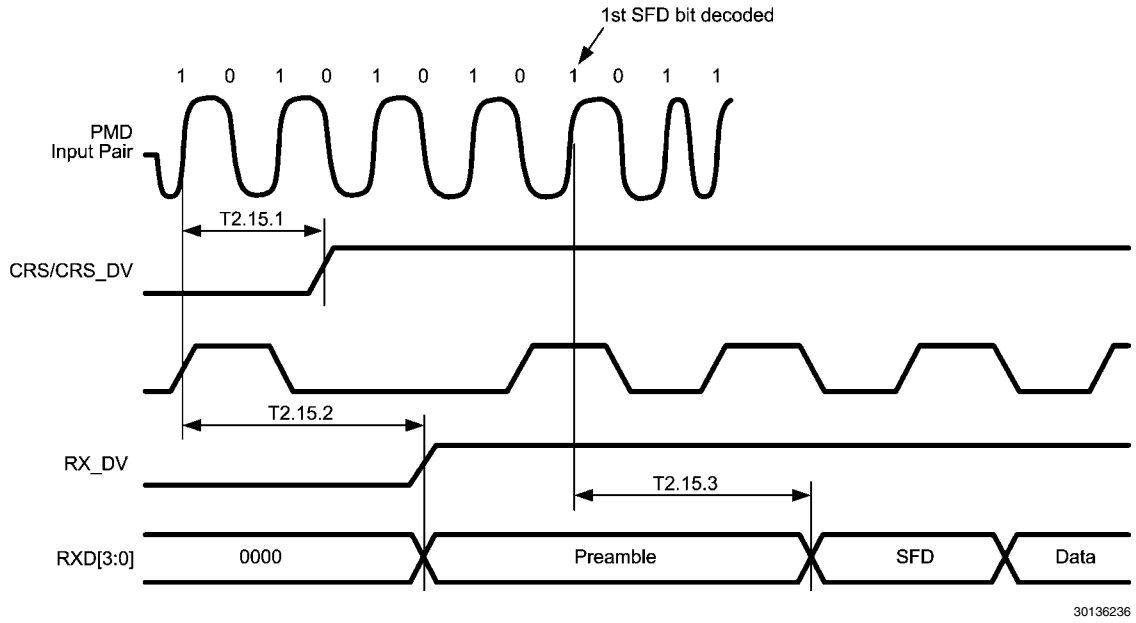 1st SFD bit decoded
1 0 1 0 1 0 1 0 1 0 1 1
PMD
Input Pair
T2.15.1
CRS/CRS_DV
T2.15.2
RX_DV
T2.15.3
RXD[3:0] 0000 Preamble SFD Data
30136236